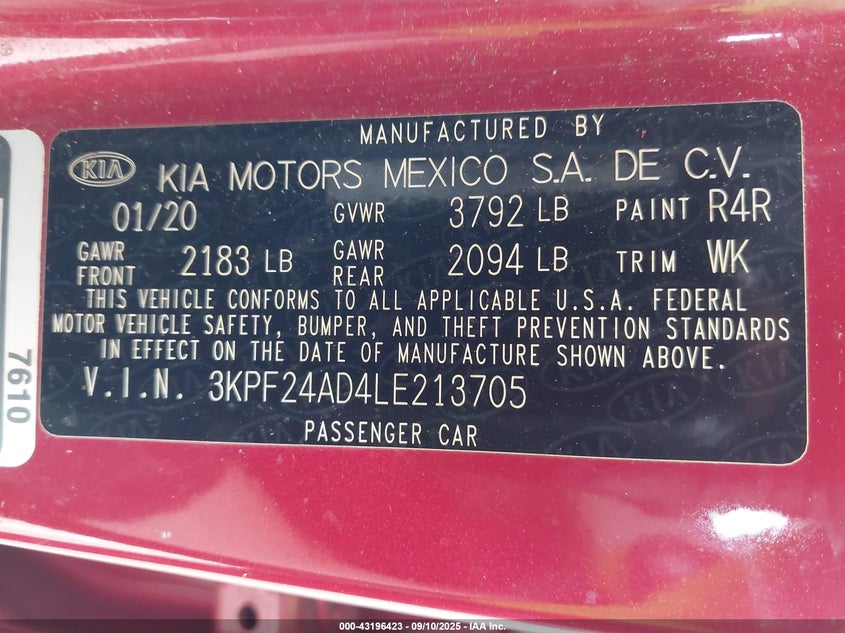 MANUFACTURED BY
KIA KIA MOTORS MEXICO S.A. DE C.V.
01/20 GVWR 3792 LB PAINT R4R
GAWR FRONT 2183 LB GAWR REAR 2094 LB TRIM WK
THIS VEHICLE CONFORMS TO ALL APPLICABLE U.S.A. FEDERAL
MOTOR VEHICLE SAFETY, BUMPER, AND THEFT PREVENTION STANDARDS
IN EFFECT ON THE DATE OF MANUFACTURE SHOWN ABOVE.
V.I.N. 3KPF24AD4LE213705
PASSENGER CAR
7610
000-43196423 - 09/10/2025 - IAA Inc.